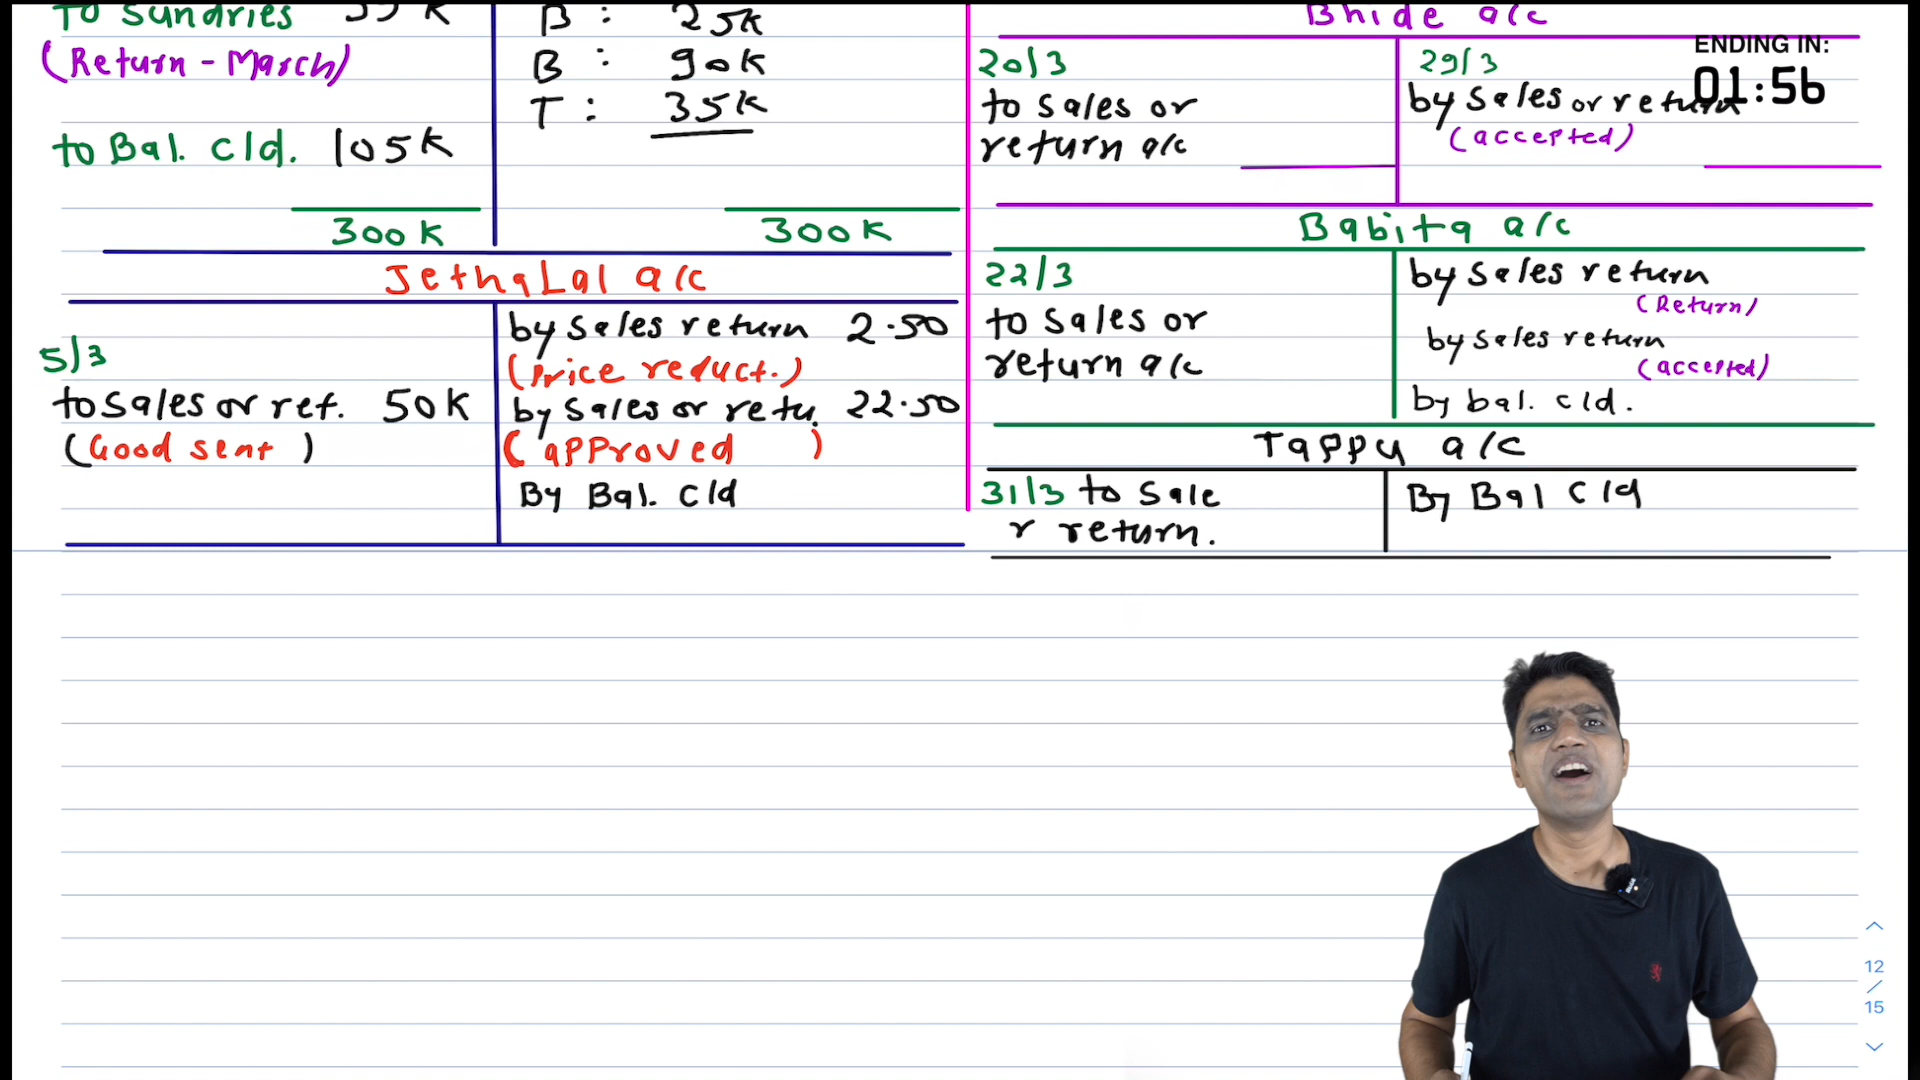 to Sundries
(Return - March)
to Bal. c/d. 105K
300K
B : 25K
B : 90K
T : 35K
300K
JethaLal a/c
5/3
to Sales or ret. 50K
(Good sent )
by Sales return 2.50
(Price reduct.)
by Sales or retu. 22.50
( approved )
By Bal. c/d
Bhide a/c
20/3
to Sales or
return a/c
29/3
by Sales or return
(accepted)
Babita a/c
22/3
to Sales or
return a/c
by Sales return
(Return)
by Sales return
(accepted)
by bal. c/d.
Tappu a/c
31/3 to Sale
r return.
By Bal c/d
ENDING IN:
01:56
12
/
15